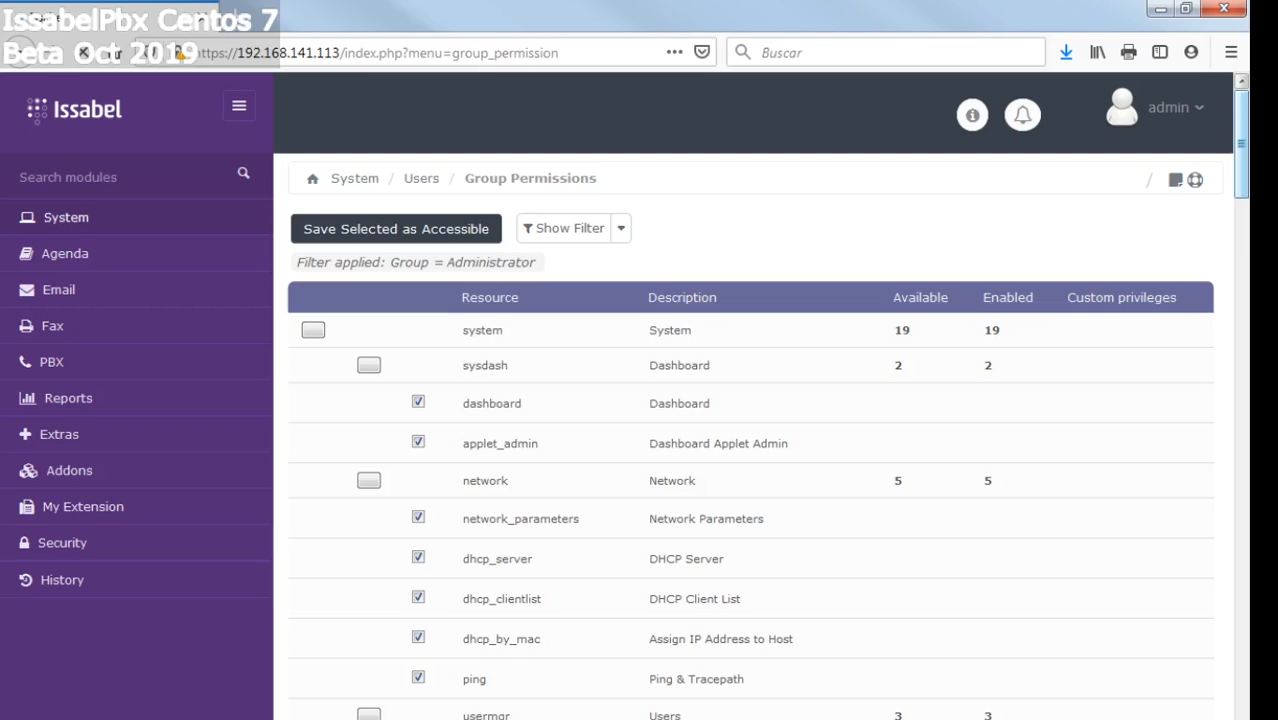 IssabelPbx Centos 7
Beta Oct 2019
https://192.168.141.113/index.php?menu=group_permission
Buscar
Issabel
admin
Search modules
System / Users / Group Permissions /
System
Agenda
Email
Fax
PBX
Reports
Extras
Addons
My Extension
Security
History
Save Selected as Accessible
Show Filter
Filter applied: Group = Administrator
Resource Description Available Enabled Custom privileges
system System 19 19
sysdash Dashboard 2 2
dashboard Dashboard
applet_admin Dashboard Applet Admin
network Network 5 5
network_parameters Network Parameters
dhcp_server DHCP Server
dhcp_clientlist DHCP Client List
dhcp_by_mac Assign IP Address to Host
ping Ping & Tracepath
usermgr Users 3 3